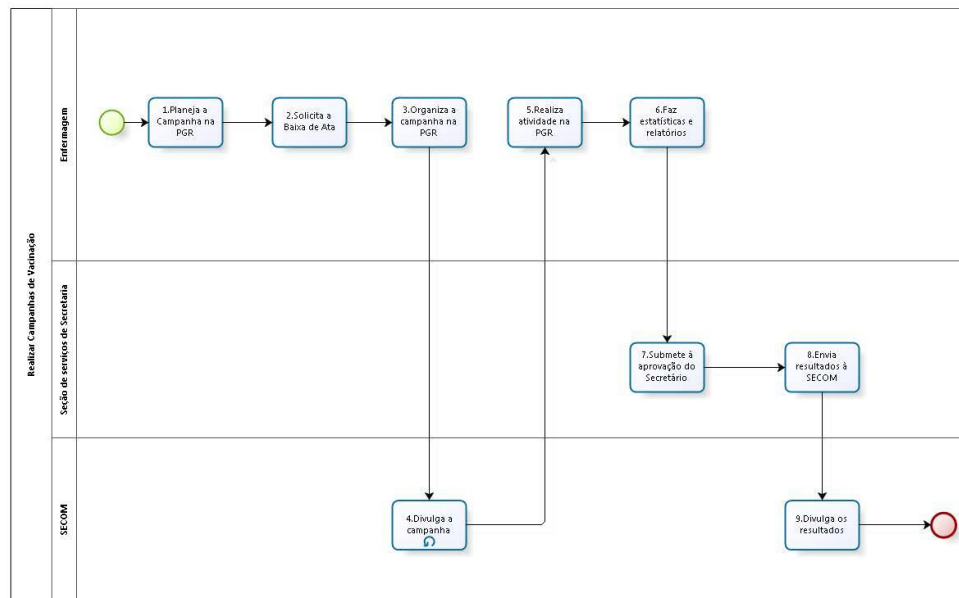 Realizar Campanhas de Vacinação
Enfermagem
1.Planeja a
Campanha na
PGR
2.Solicita a
Baixa de Ata
3.Organiza a
campanha na
PGR
5.Realiza
atividade na
PGR
6.Faz
estatísticas e
relatórios
Seção de serviços de Secretaria
7.Submete à
aprovação do
Secretário
8.Envia
resultados à
SECOM
SECOM
4.Divulga a
campanha
9.Divulga os
resultados